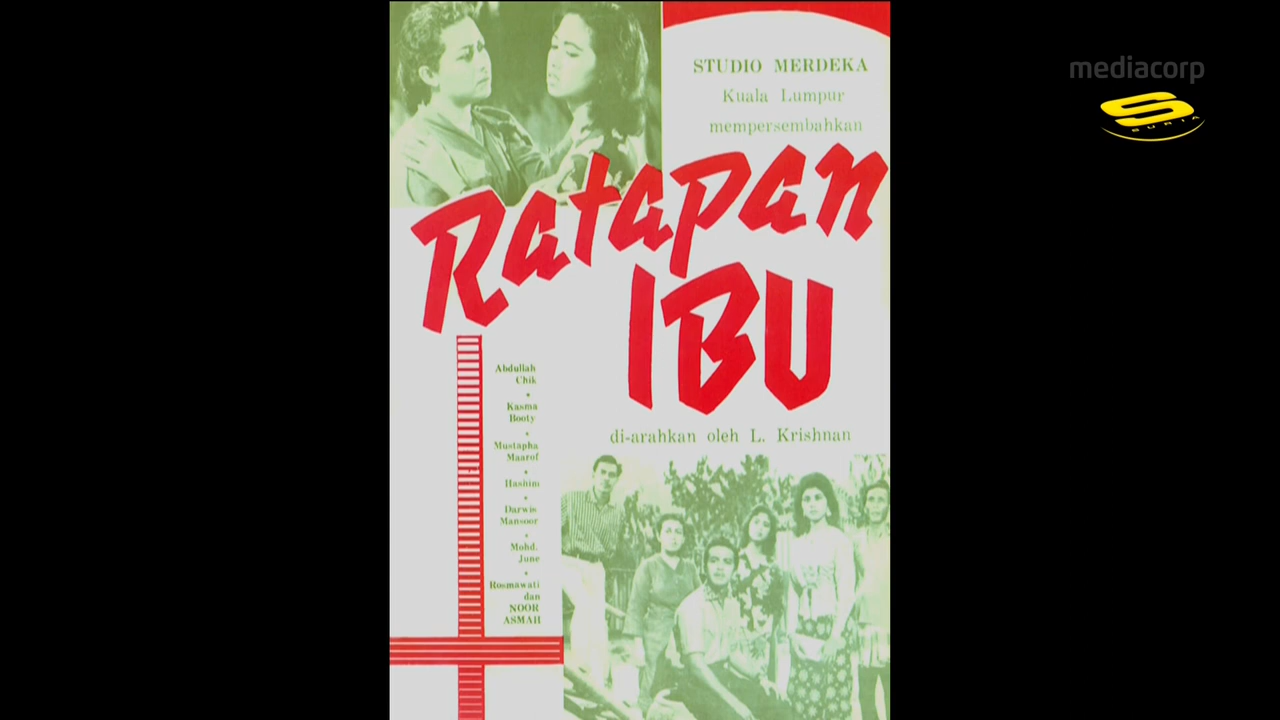 mediacorp
SURIA
STUDIO MERDEKA
Kuala Lumpur
mempersembahkan
Ratapan
IBU
di-arahkan oleh L. Krishnan
Abdullah
Chik
Kasma
Booty
Mustapha
Maarof
Hashim
Darwis
Mansoor
Mohd.
June
Rosmawati
dan
NOOR
ASMAH